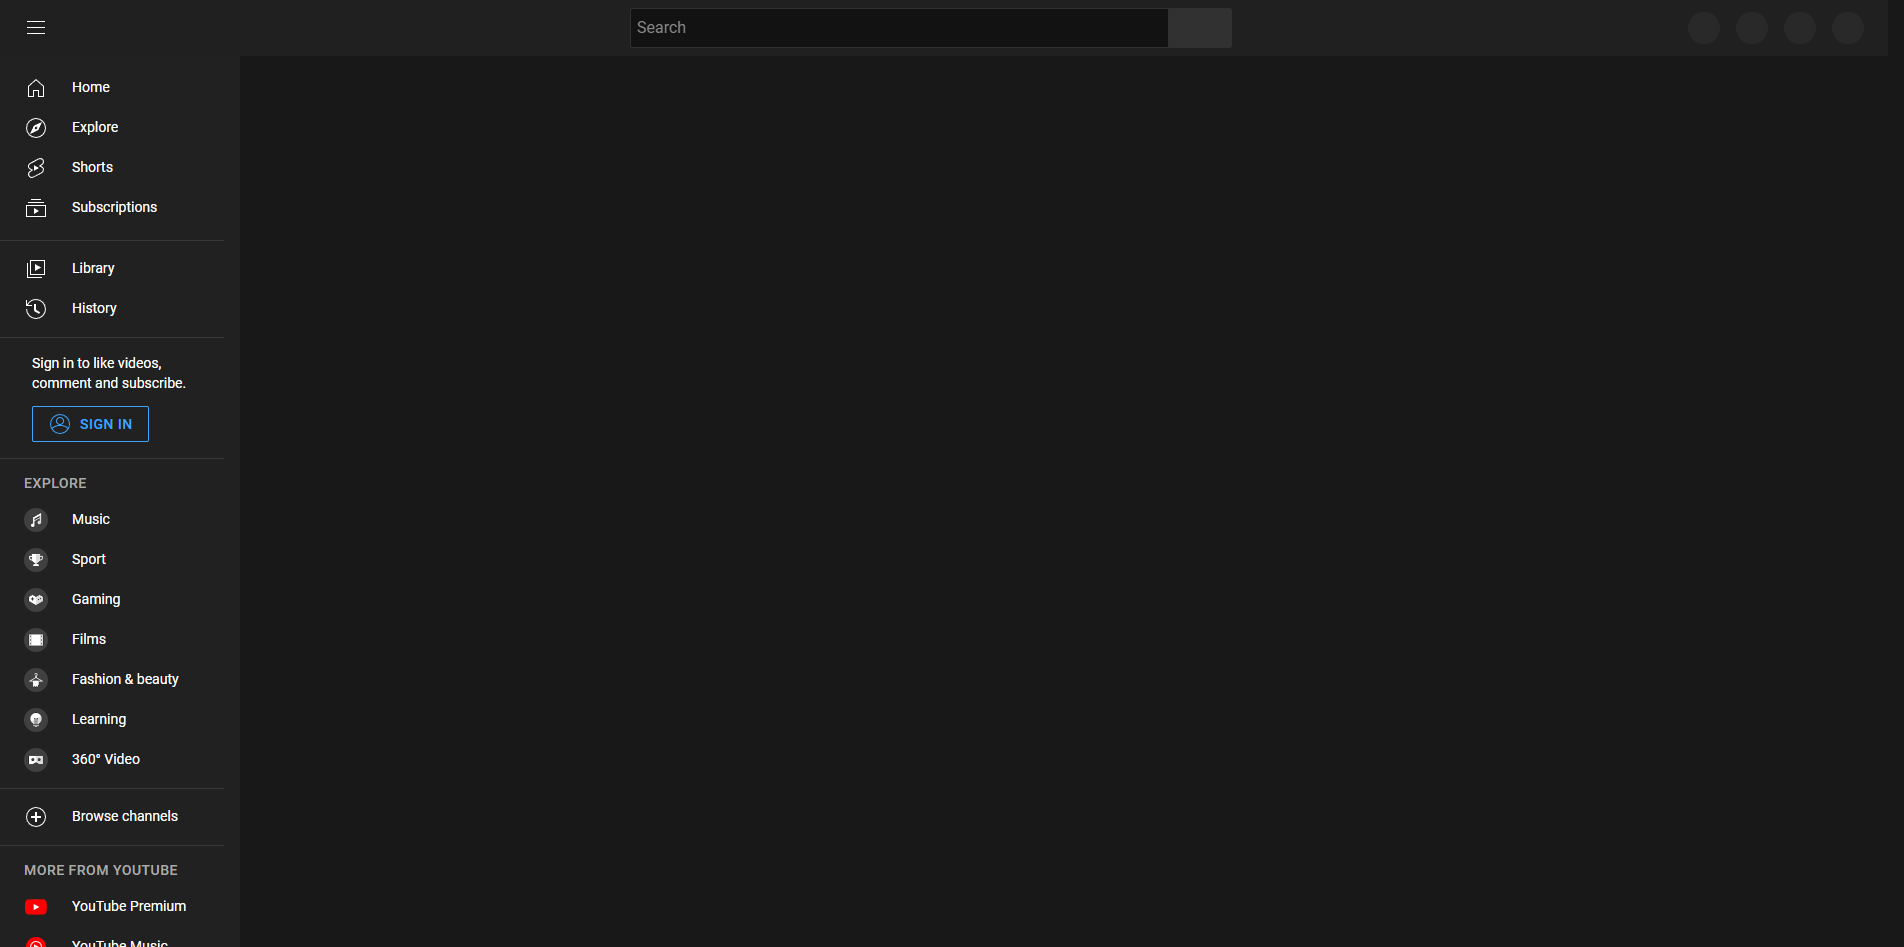 Search
Home
Explore
Shorts
Subscriptions
Library
History
Sign in to like videos,
comment and subscribe.
SIGN IN
EXPLORE
Music
Sport
Gaming
Films
Fashion & beauty
Learning
360° Video
Browse channels
MORE FROM YOUTUBE
YouTube Premium
YouTube Music